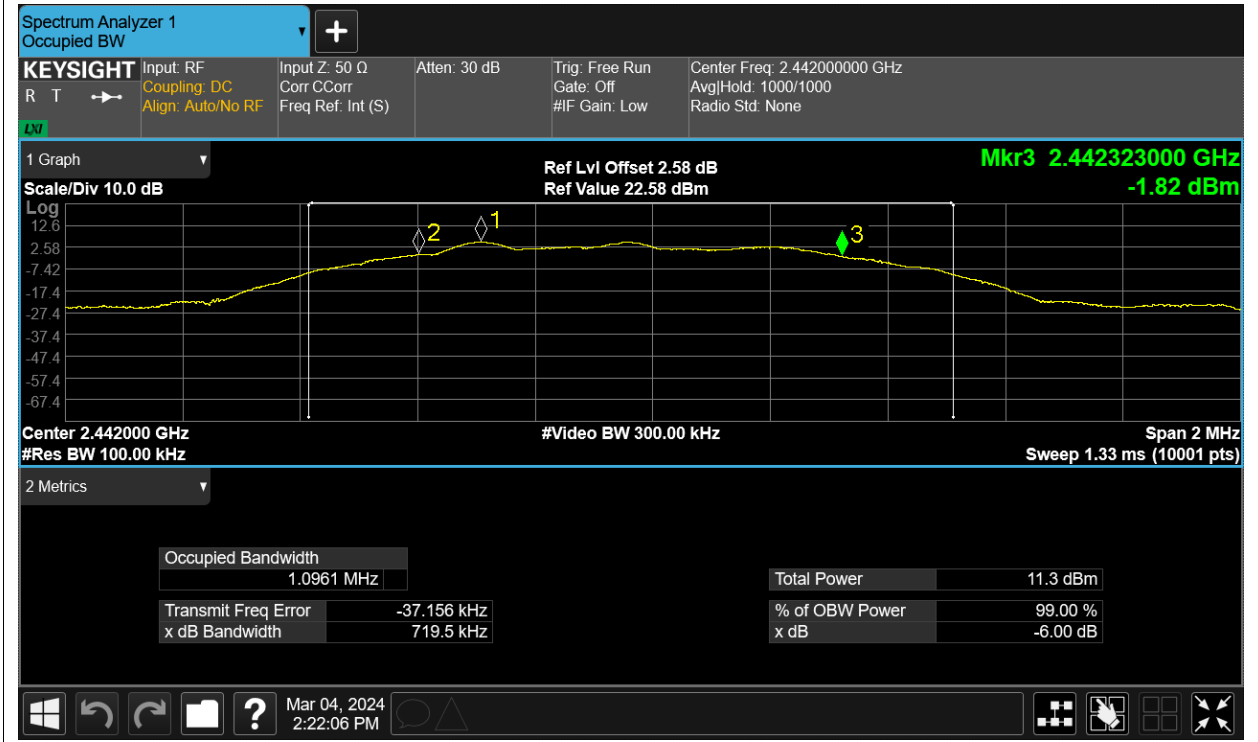 Spectrum Analyzer 1
Occupied BW
+
KEYSIGHT
R T
LXI
Input: RF
Coupling: DC
Align: Auto/No RF
Input Z: 50 Ω
Corr CCorr
Freq Ref: Int (S)
Atten: 30 dB
Trig: Free Run
Gate: Off
#IF Gain: Low
Center Freq: 2.442000000 GHz
Avg|Hold: 1000/1000
Radio Std: None
1 Graph
Scale/Div 10.0 dB
Ref Lvl Offset 2.58 dB
Ref Value 22.58 dBm
Mkr3 2.442323000 GHz
-1.82 dBm
Log
12.6
2.58
-7.42
-17.4
-27.4
-37.4
-47.4
-57.4
-67.4
2
1
3
Center 2.442000 GHz
#Video BW 300.00 kHz
Span 2 MHz
#Res BW 100.00 kHz
Sweep 1.33 ms (10001 pts)
2 Metrics
Occupied Bandwidth
1.0961 MHz
Total Power 11.3 dBm
Transmit Freq Error -37.156 kHz
% of OBW Power 99.00 %
x dB Bandwidth 719.5 kHz
x dB -6.00 dB
?
Mar 04, 2024
2:22:06 PM